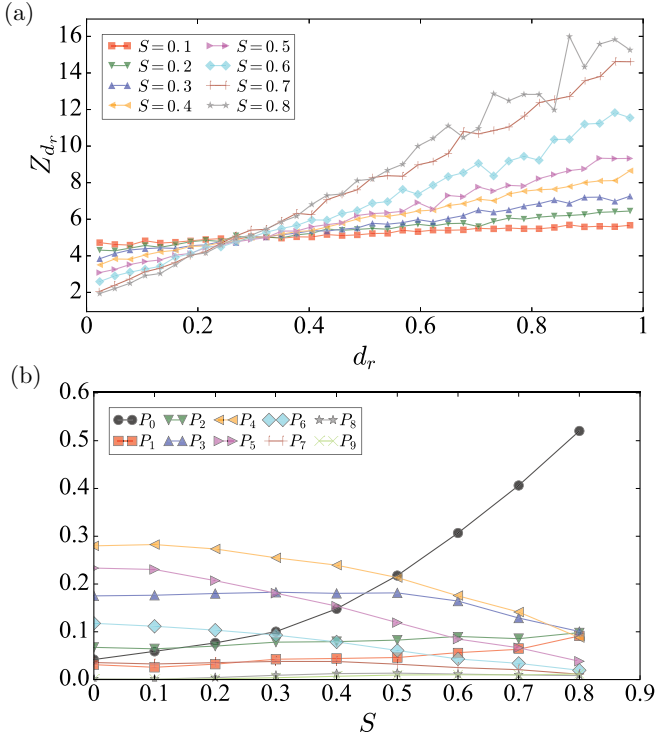 (a)
16
14
12
10
8
6
4
2
Z_{d_r}
S = 0.1 S = 0.5
S = 0.2 S = 0.6
S = 0.3 S = 0.7
S = 0.4 S = 0.8
0 0.2 0.4 0.6 0.8 1
d_r
(b)
0.6
0.5
0.4
0.3
0.2
0.1
0.0
P_0 P_2 P_4 P_6 P_8
P_1 P_3 P_5 P_7 P_9
0 0.1 0.2 0.3 0.4 0.5 0.6 0.7 0.8 0.9
S